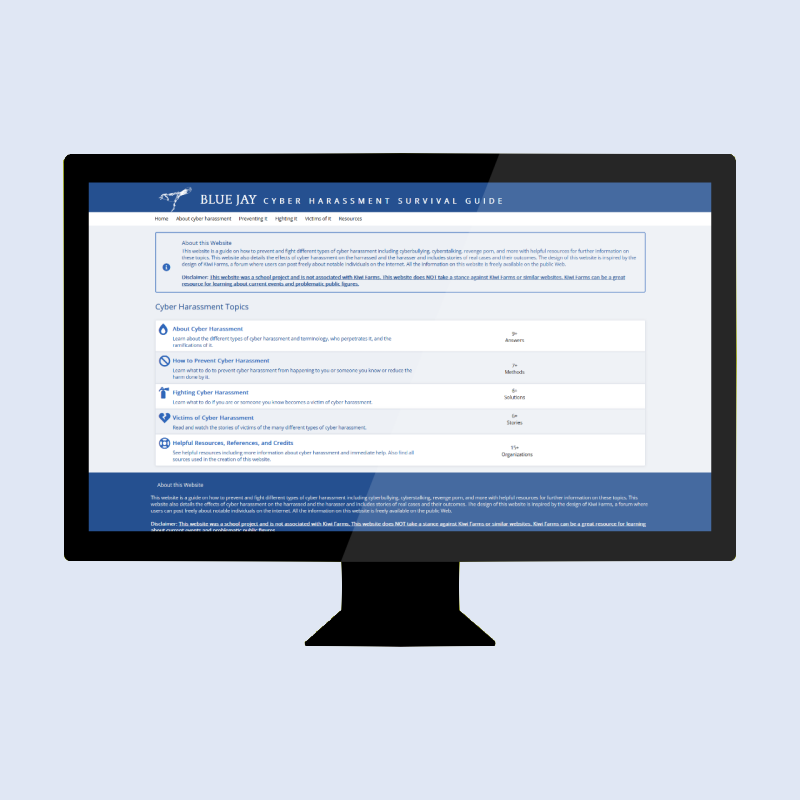 BLUE JAY CYBER HARASSMENT SURVIVAL GUIDE
Home About cyber harassment Preventing it Fighting it Victims of it Resources
About this Website
This website is a guide on how to prevent and fight different types of cyber harassment including cyberbullying, cyberstalking, revenge porn, and more with helpful resources for further information on
these topics. This website also details the effects of cyber harassment on the harassed and the harasser and includes stories of real cases and their outcomes. The design of this website is inspired by the
design of Kiwi Farms, a forum where users can post freely about notable individuals on the Internet. All the information on this website is freely available on the public Web.
Disclaimer: This website was a school project and is not associated with Kiwi Farms. This website does NOT take a stance against Kiwi Farms or similar websites. Kiwi Farms can be a great
resource for learning about current events and problematic public figures.
Cyber Harassment Topics
About Cyber Harassment
Learn about the different types of cyber harassment and terminology, who perpetrates it, and the
ramifications of it.
Answers
How to Prevent Cyber Harassment
Learn what to do to prevent cyber harassment from happening to you or someone you know or reduce the
harm done by it.
7+
Methods
Fighting Cyber Harassment
Learn what to do if you are or someone you know becomes a victim of cyber harassment.
Solutions
Victims of Cyber Harassment
Read and watch the stories of victims of the many different types of cyber harassment.
Stories
Helpful Resources, References, and Credits
See helpful resources including more information about cyber harassment and immediate help. Also find all
sources used in the creation of this website.
Organizations
About this Website
This website is a guide on how to prevent and fight different types of cyber harassment including cyberbullying, cyberstalking, revenge porn, and more with helpful resources for further information on these topics. This
website also details the effects of cyber harassment on the harassed and the harasser and includes stories of real cases and their outcomes. The design of this website is inspired by the design of Kiwi Farms, a forum where
users can post freely about notable individuals on the Internet. All the information on this website is freely available on the public Web.
Disclaimer: This website was a school project and is not associated with Kiwi Farms. This website does NOT take a stance against Kiwi Farms or similar websites. Kiwi Farms can be a great resource for learning
about current events and problematic public figures.